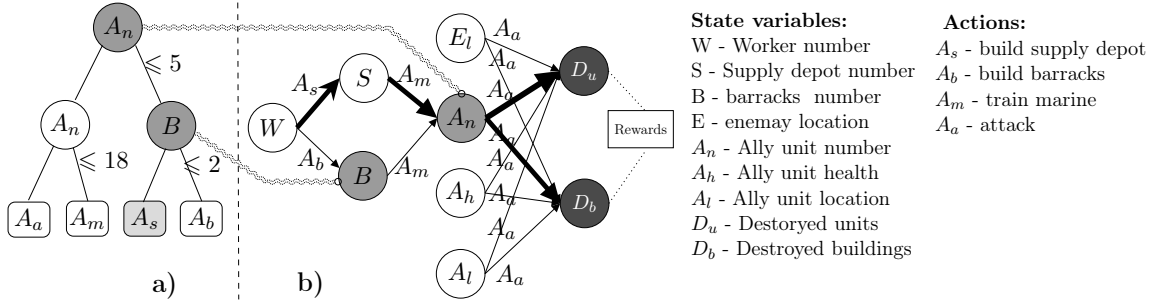 A_n
⩽ 5
A_n
B
⩽ 18
⩽ 2
A_a
A_m
A_s
A_b
a)
b)
W
A_s
A_b
S
B
A_m
A_m
A_n
E_l
A_h
A_l
A_a
A_a
A_a
A_a
A_a
A_a
A_a
A_a
D_u
D_b
Rewards
State variables:
W - Worker number
S - Supply depot number
B - barracks number
E - enemay location
A_n - Ally unit number
A_h - Ally unit health
A_l - Ally unit location
D_u - Destoryed units
D_b - Destroyed buildings
Actions:
A_s - build supply depot
A_b - build barracks
A_m - train marine
A_a - attack